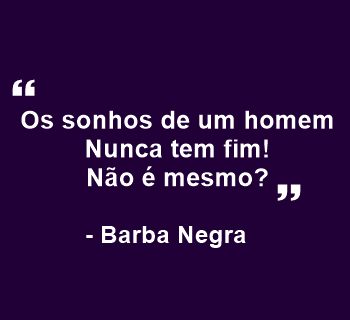 “
Os sonhos de um homem
Nunca tem fim!
Não é mesmo?
”
- Barba Negra